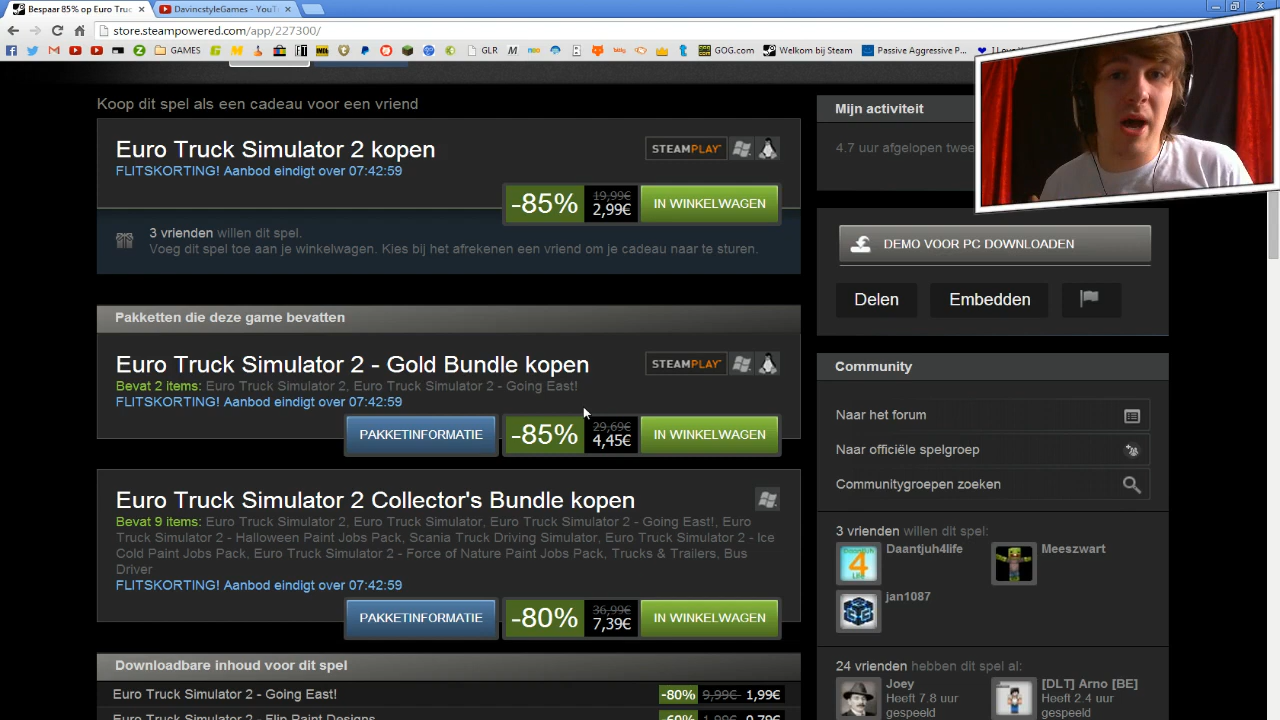 Bespaar 85% op Euro Truc
DavincstyleGames - YouT
store.steampowered.com/app/227300/
GAMES
GLR
GOG.com
Welkom bij Steam
Passive Aggressive P...
Koop dit spel als een cadeau voor een vriend
Euro Truck Simulator 2 kopen
FLITSKORTING! Aanbod eindigt over 07:42:59
STEAMPLAY
-85% 19,99€ 2,99€ IN WINKELWAGEN
3 vrienden willen dit spel.
Voeg dit spel toe aan je winkelwagen. Kies bij het afrekenen een vriend om je cadeau naar te sturen.
Pakketten die deze game bevatten
Euro Truck Simulator 2 - Gold Bundle kopen
STEAMPLAY
Bevat 2 items: Euro Truck Simulator 2, Euro Truck Simulator 2 - Going East!
FLITSKORTING! Aanbod eindigt over 07:42:59
PAKKETINFORMATIE -85% 29,69€ 4,45€ IN WINKELWAGEN
Euro Truck Simulator 2 Collector's Bundle kopen
Bevat 9 items: Euro Truck Simulator 2, Euro Truck Simulator, Euro Truck Simulator 2 - Going East!, Euro
Truck Simulator 2 - Halloween Paint Jobs Pack, Scania Truck Driving Simulator, Euro Truck Simulator 2 - Ice
Cold Paint Jobs Pack, Euro Truck Simulator 2 - Force of Nature Paint Jobs Pack, Trucks & Trailers, Bus
Driver
FLITSKORTING! Aanbod eindigt over 07:42:59
PAKKETINFORMATIE -80% 36,99€ 7,39€ IN WINKELWAGEN
Downloadbare inhoud voor dit spel
Euro Truck Simulator 2 - Going East! -80% 9,99€ 1,99€
Euro Truck Simulator 2 - Flip Paint Designs -60% 1,99€ 0,79€
Mijn activiteit
4.7 uur afgelopen twee
DEMO VOOR PC DOWNLOADEN
Delen
Embedden
Community
Naar het forum
Naar officiële spelgroep
Communitygroepen zoeken
3 vrienden willen dit spel:
Daantjuh4life
Meeszwart
jan1087
24 vrienden hebben dit spel al:
Joey
Heeft 7.8 uur
gespeeld
[DLT] Arno [BE]
Heeft 2.4 uur
gespeeld